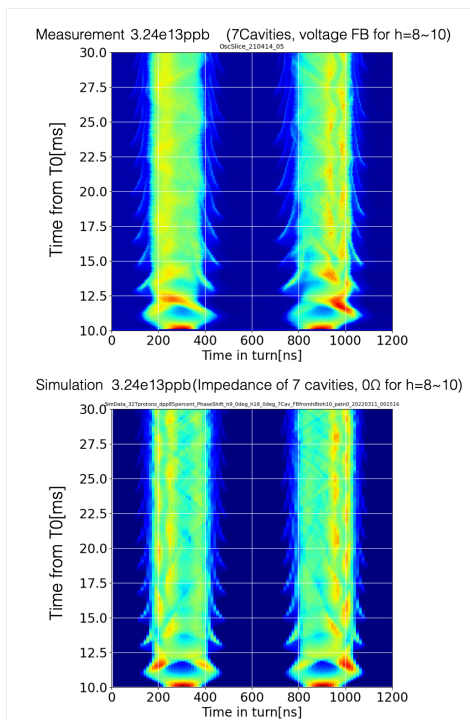 Measurement 3.24e13ppb (7Cavities, voltage FB for h=8~10)
OscSlice_210414_05
30.0
27.5
25.0
22.5
20.0
17.5
15.0
12.5
10.0
Time from T0[ms]
0 200 400 600 800 1000 1200
Time in turn[ns]
Simulation 3.24e13ppb(Impedance of 7 cavities, 0Ω for h=8~10)
SimData_32Tprotons_dpp85percent_PhaseShift_h9_0deg_h18_0deg_7Cav_FBfromh8toh10_patn0_20220311_001516
30.0
27.5
25.0
22.5
20.0
17.5
15.0
12.5
10.0
Time from T0[ms]
0 200 400 600 800 1000 1200
Time in turn[ns]